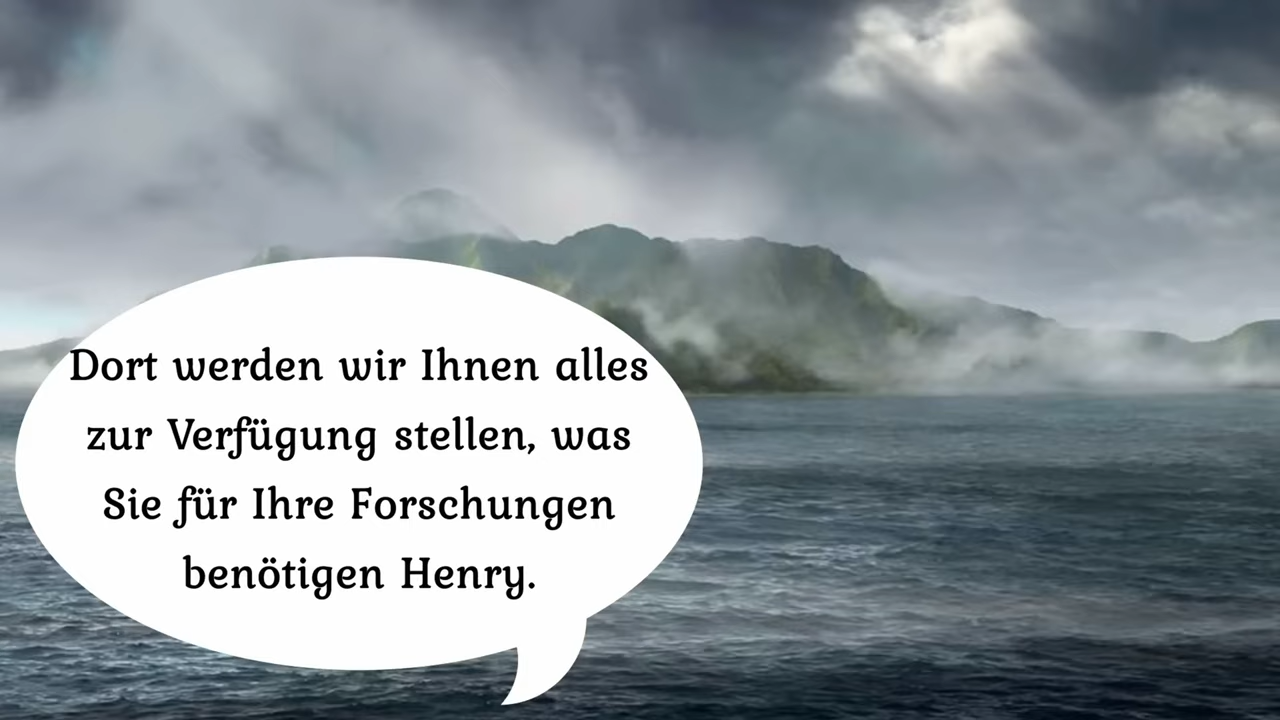 Dort werden wir Ihnen alles
zur Verfügung stellen, was
Sie für Ihre Forschungen
benötigen Henry.